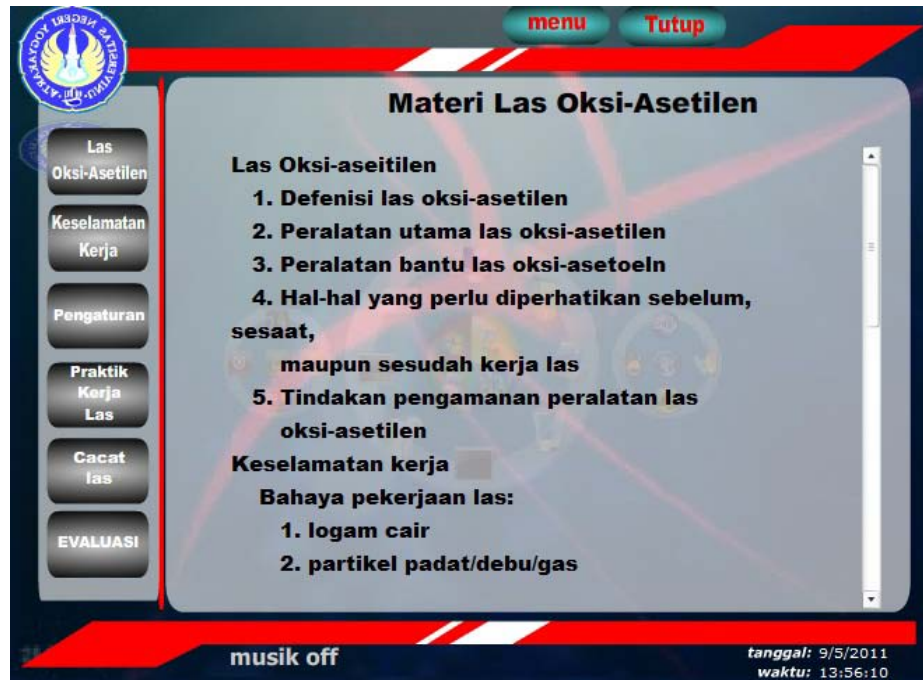 menu
Tutup
UNIVERSITAS NEGERI YOGYAKARTA
Materi Las Oksi-Asetilen
Las
Oksi-Asetilen
Keselamatan
Kerja
Pengaturan
Praktik
Kerja
Las
Cacat
las
EVALUASI
Las Oksi-aseitilen
1. Defenisi las oksi-asetilen
2. Peralatan utama las oksi-asetilen
3. Peralatan bantu las oksi-asetoeln
4. Hal-hal yang perlu diperhatikan sebelum,
sesaat,
maupun sesudah kerja las
5. Tindakan pengamanan peralatan las
oksi-asetilen
Keselamatan kerja
Bahaya pekerjaan las:
1. logam cair
2. partikel padat/debu/gas
musik off
tanggal: 9/5/2011
waktu: 13:56:10